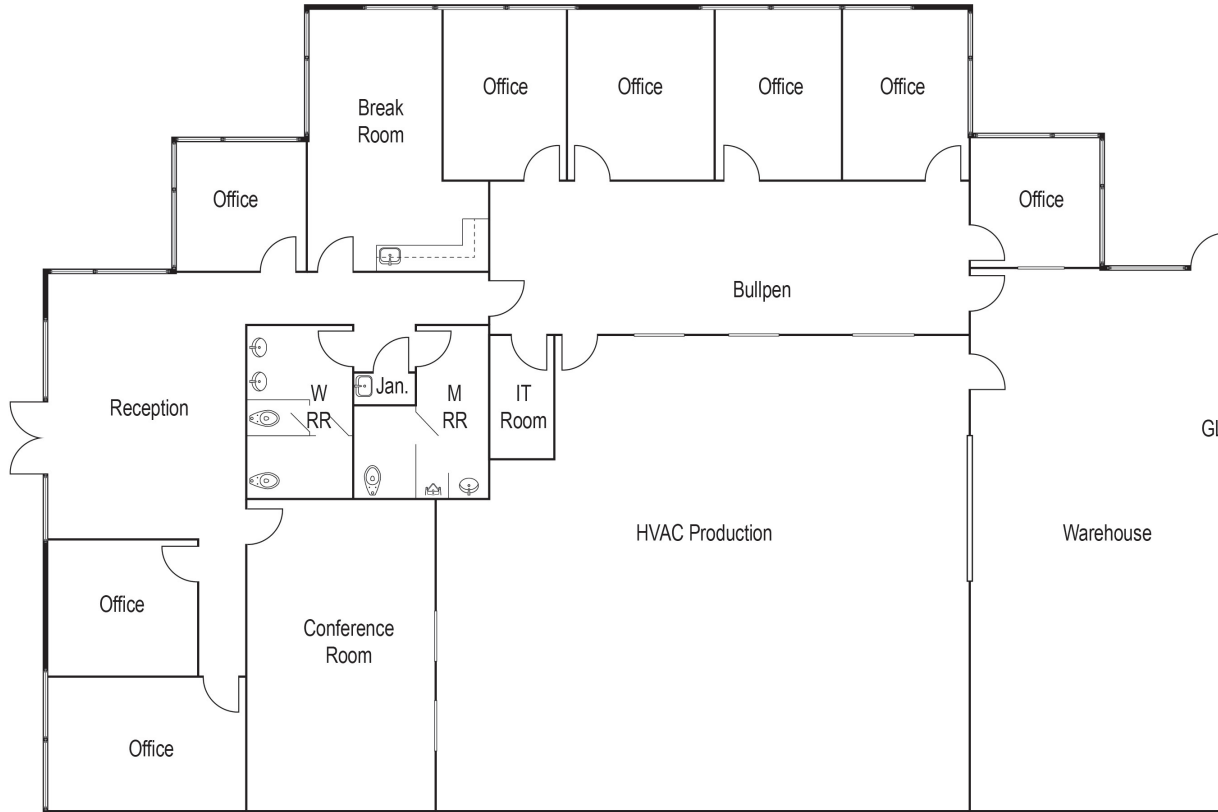 Office
Office
Office
Office
Break
Room
Office
Office
Bullpen
Reception
W
RR
Jan.
M
RR
IT
Room
HVAC Production
Warehouse
Office
Conference
Room
Office